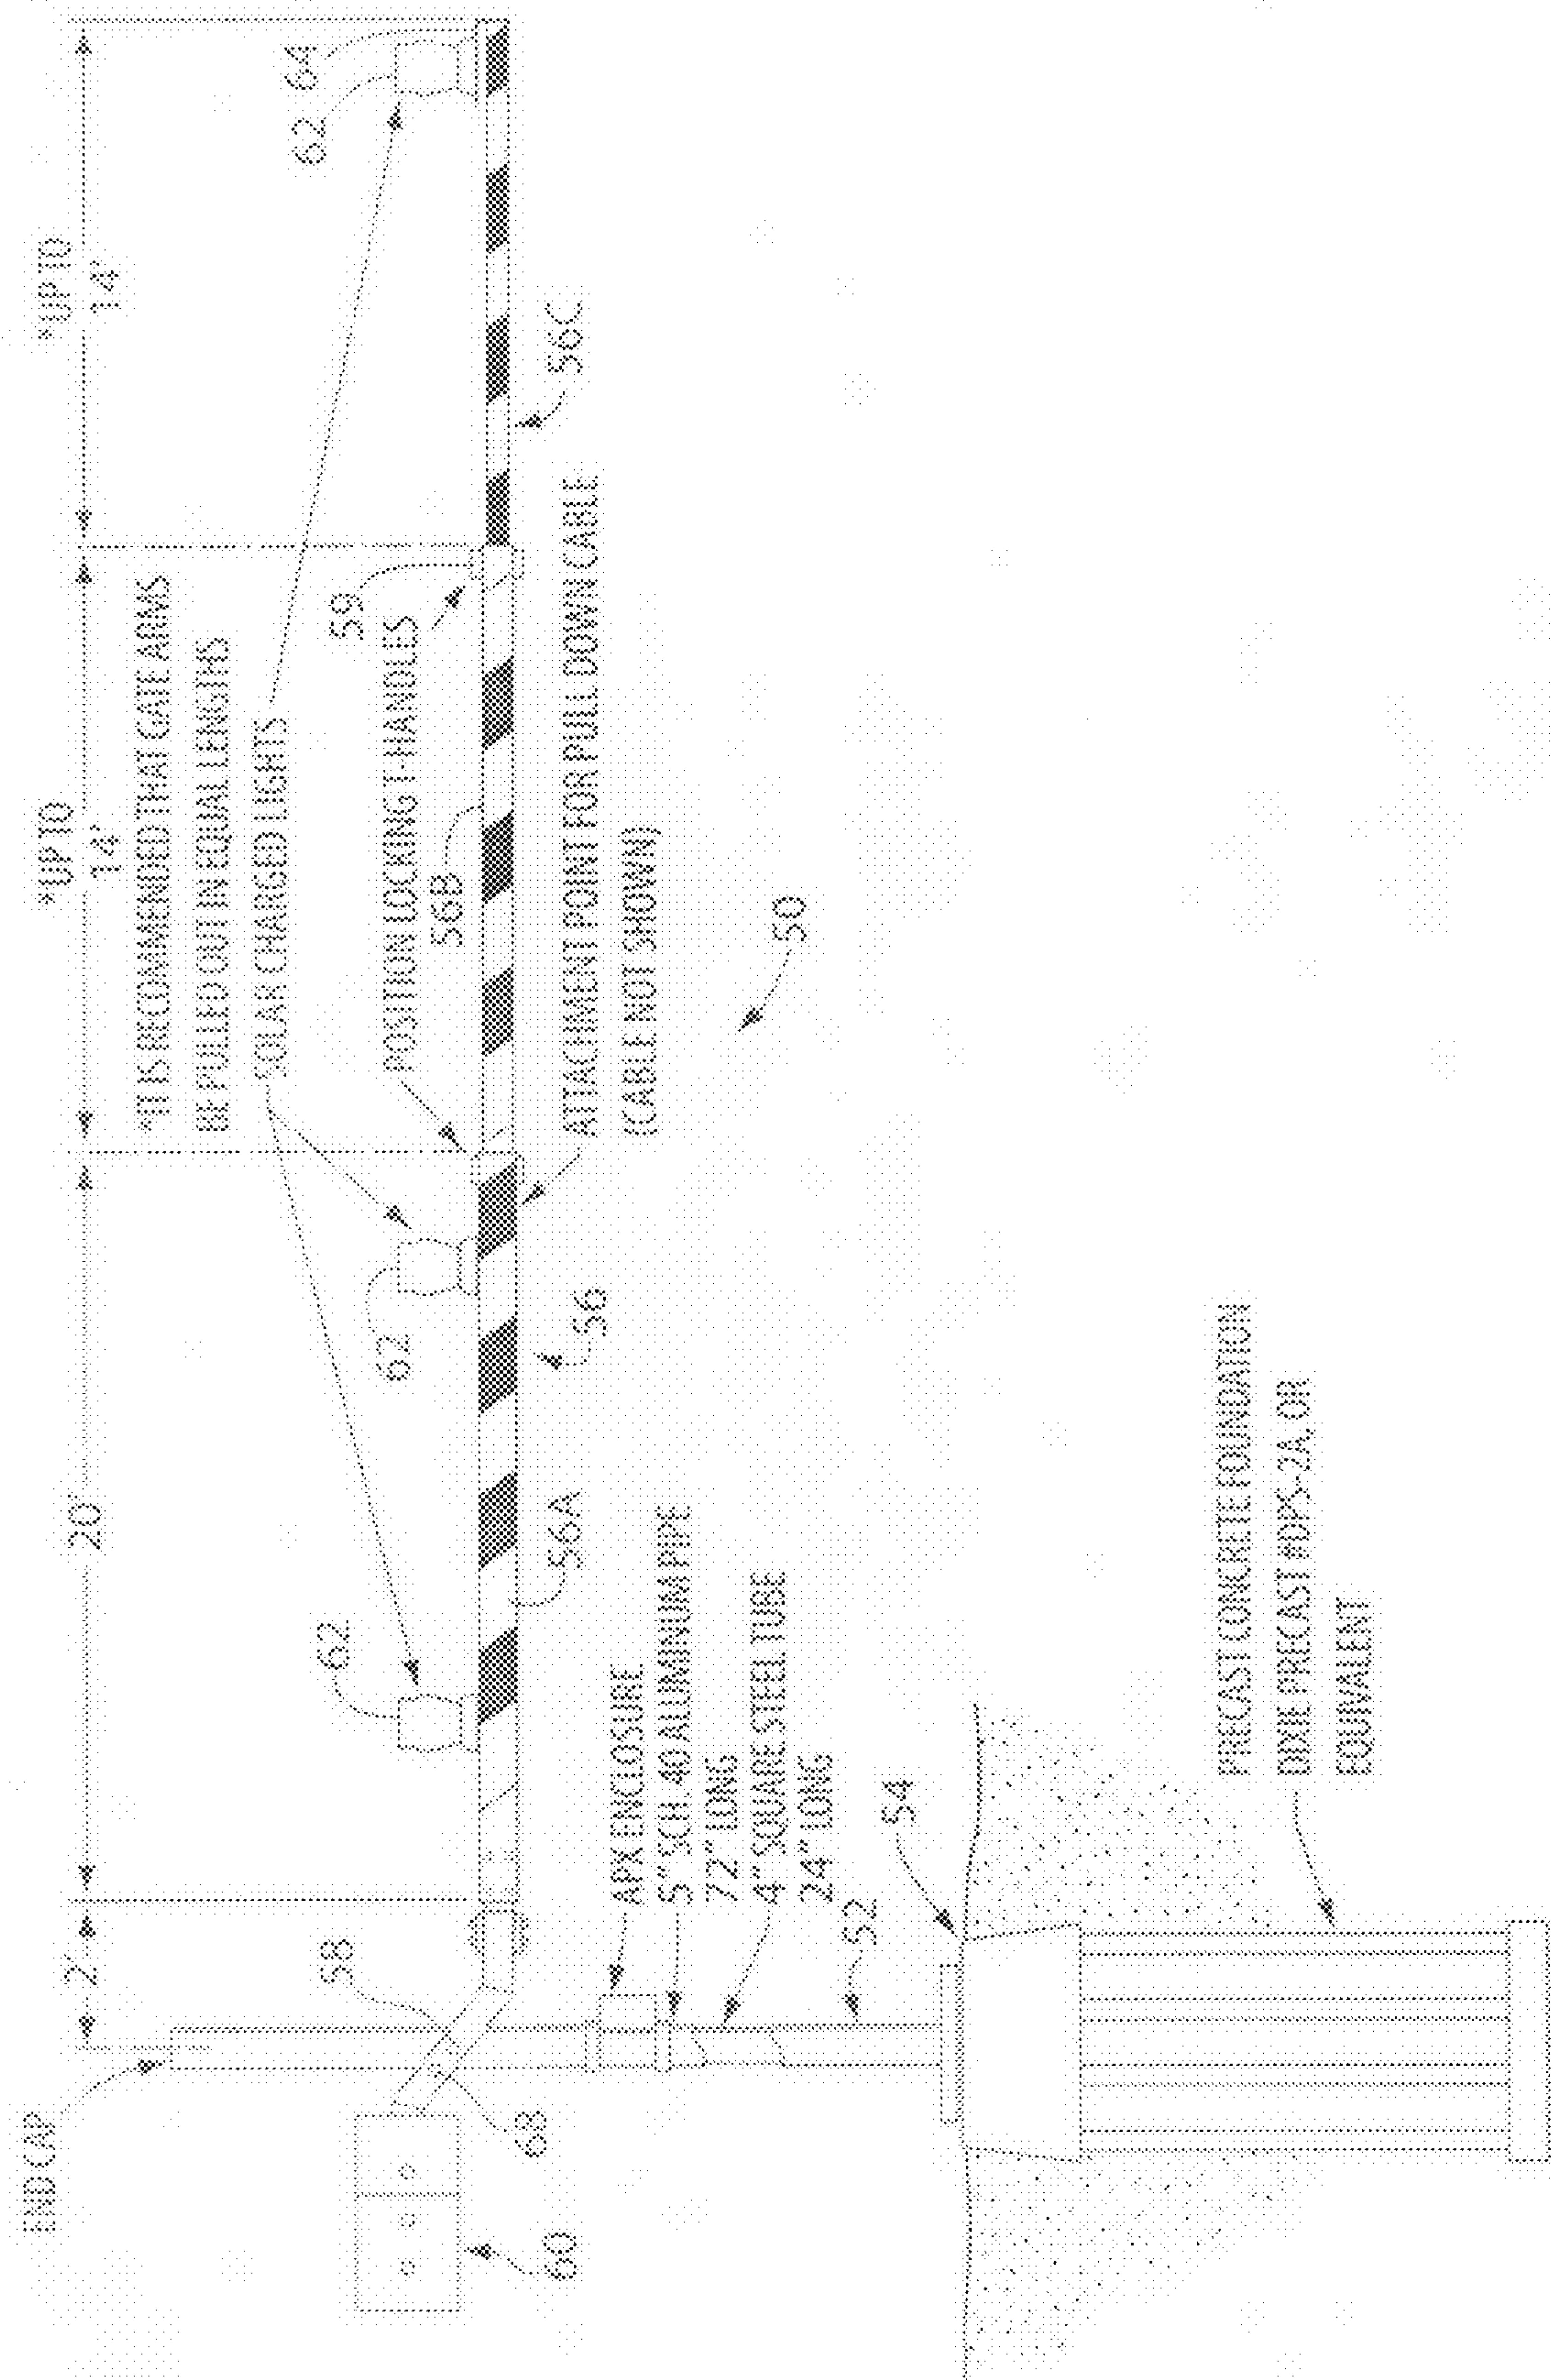 END CAP
2'
20'
*UP TO
14'
*UP TO
14'
*IT IS RECOMMENDED THAT GATE ARMS
BE PULLED OUT IN EQUAL LENGTHS
SOLAR CHARGED LIGHTS
64
62
58
62
62
59
POSITION LOCKING T-HANDLES
56B
60
68
56A
56
56C
ATTACHMENT POINT FOR PULL DOWN CABLE
(CABLE NOT SHOWN)
APX ENCLOSURE
5" SCH. 40 ALUMINUM PIPE
72" LONG
4" SQUARE STEEL TUBE
24" LONG
52
50
54
PRECAST CONCRETE FOUNDATION
DIXIE PRECAST #DPS-2A, OR
EQUIVALENT